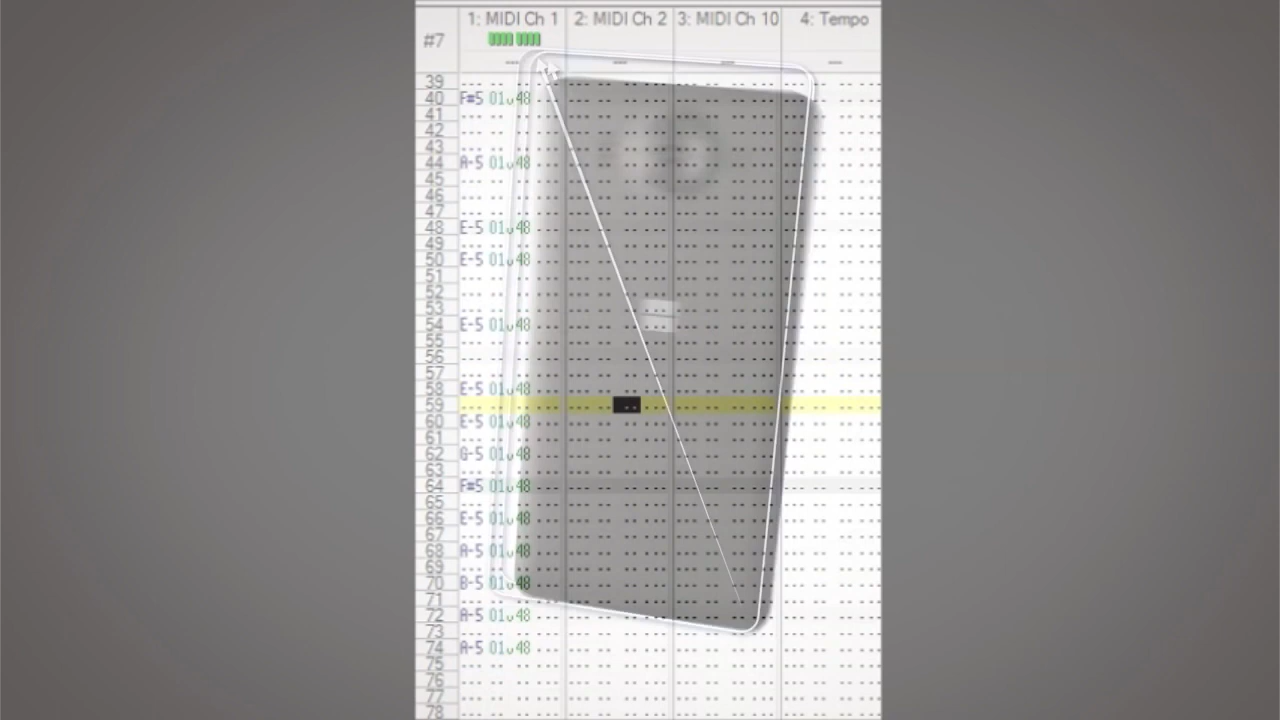 1: MIDI Ch 1 2: MIDI Ch 2 3: MIDI Ch 10 4: Tempo
#7
39
40 F#5 01v48
41
42
43
44 A-5 01v48
45
46
47
48 E-5 01v48
49
50 E-5 01v48
51
52
53
54 E-5 01v48
55
56
57
58 E-5 01v48
59
60 E-5 01v48
61
62 G-5 01v48
63
64 F#5 01v48
65
66 E-5 01v48
67
68 A-5 01v48
69
70 B-5 01v48
71
72 A-5 01v48
73
74 A-5 01v48
75
76
77
78